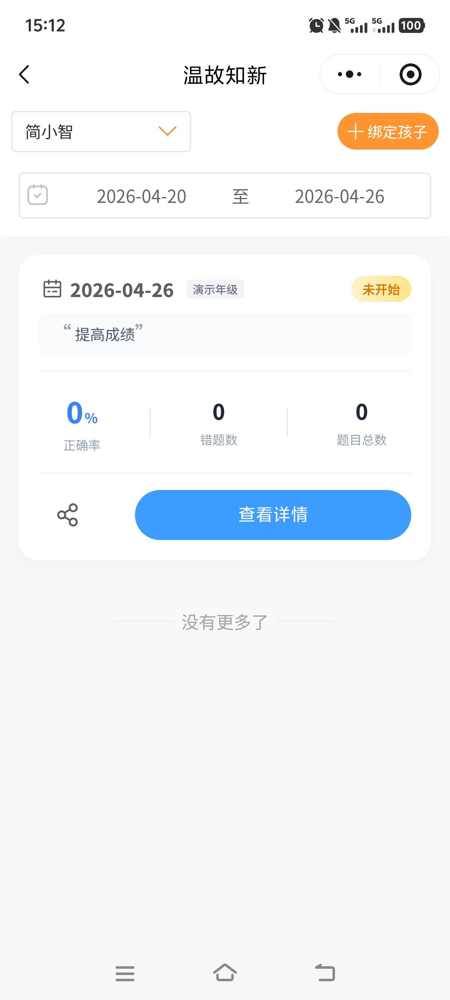 15:12
5G 5G 100
温故知新
简小智
绑定孩子
2026-04-20 至 2026-04-26
2026-04-26 演示年级 未开始
“ 提高成绩”
0% 0 0
正确率 错题数 题目总数
查看详情
没有更多了